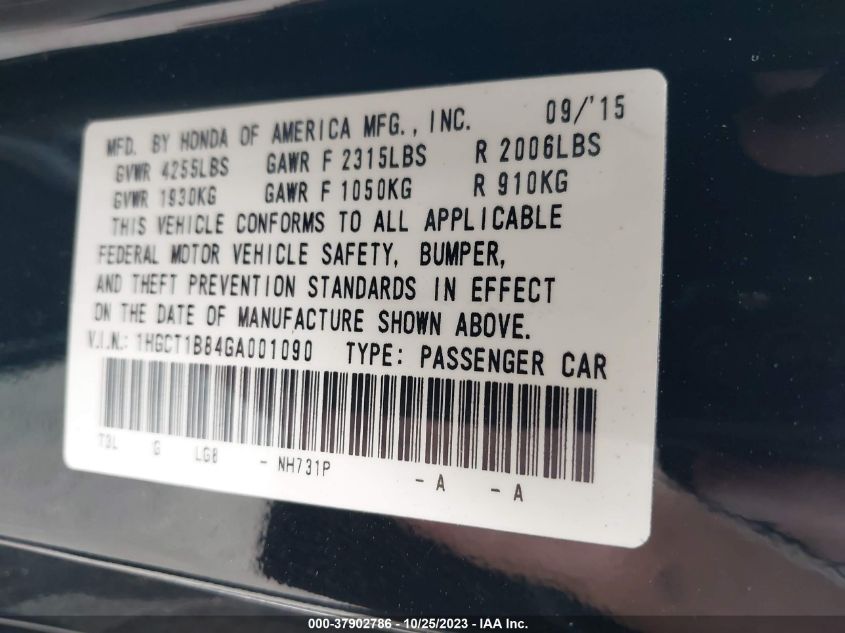 MFD. BY HONDA OF AMERICA MFG., INC. 09/'15
GVWR 4255LBS GAWR F 2315LBS R 2006LBS
GVWR 1930KG GAWR F 1050KG R 910KG
THIS VEHICLE CONFORMS TO ALL APPLICABLE
FEDERAL MOTOR VEHICLE SAFETY, BUMPER,
AND THEFT PREVENTION STANDARDS IN EFFECT
ON THE DATE OF MANUFACTURE SHOWN ABOVE.
V.I.N.: 1HGCT1B84GA001090 TYPE: PASSENGER CAR
T3L G LG8 - NH731P - A - A
000-37902786 - 10/25/2023 - IAA Inc.